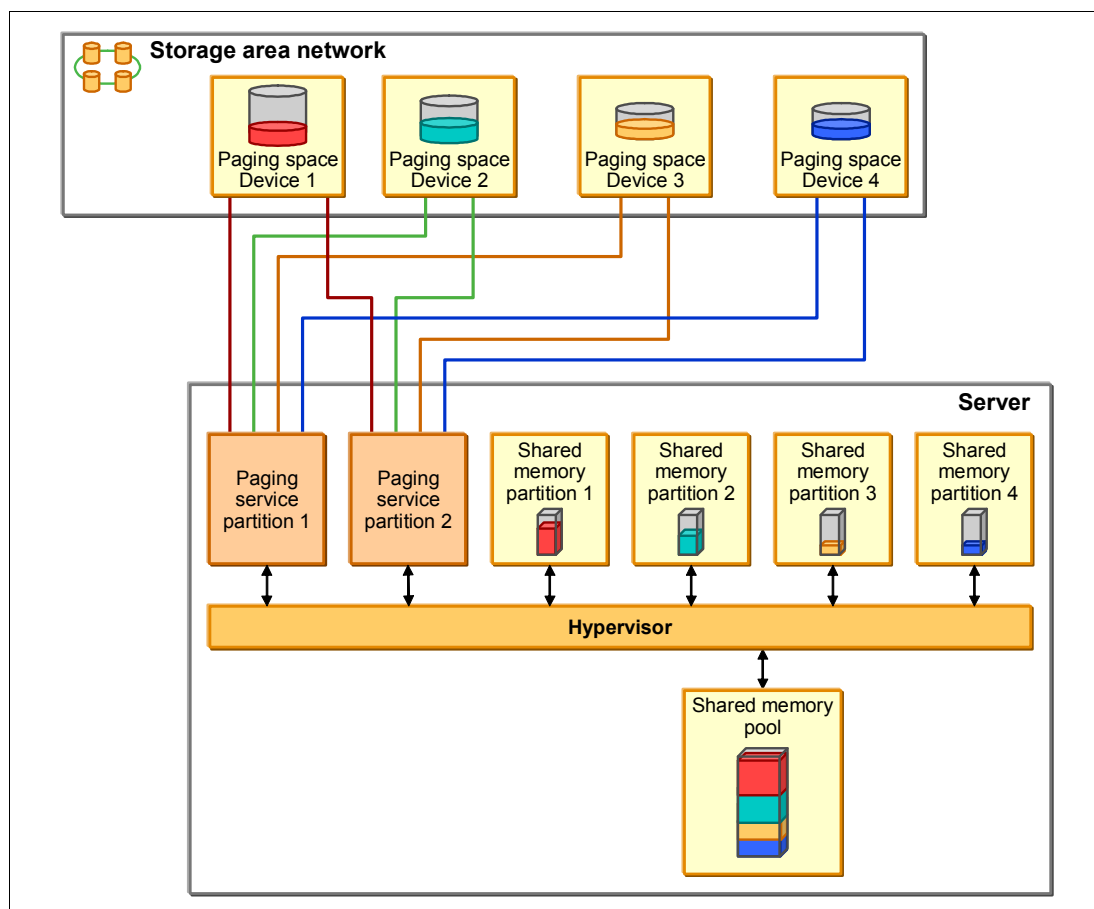 Storage area network
Paging space
Device 1
Paging space
Device 2
Paging space
Device 3
Paging space
Device 4
Server
Paging
service
partition 1
Paging
service
partition 2
Shared
memory
partition 1
Shared
memory
partition 2
Shared
memory
partition 3
Shared
memory
partition 4
Hypervisor
Shared memory
pool